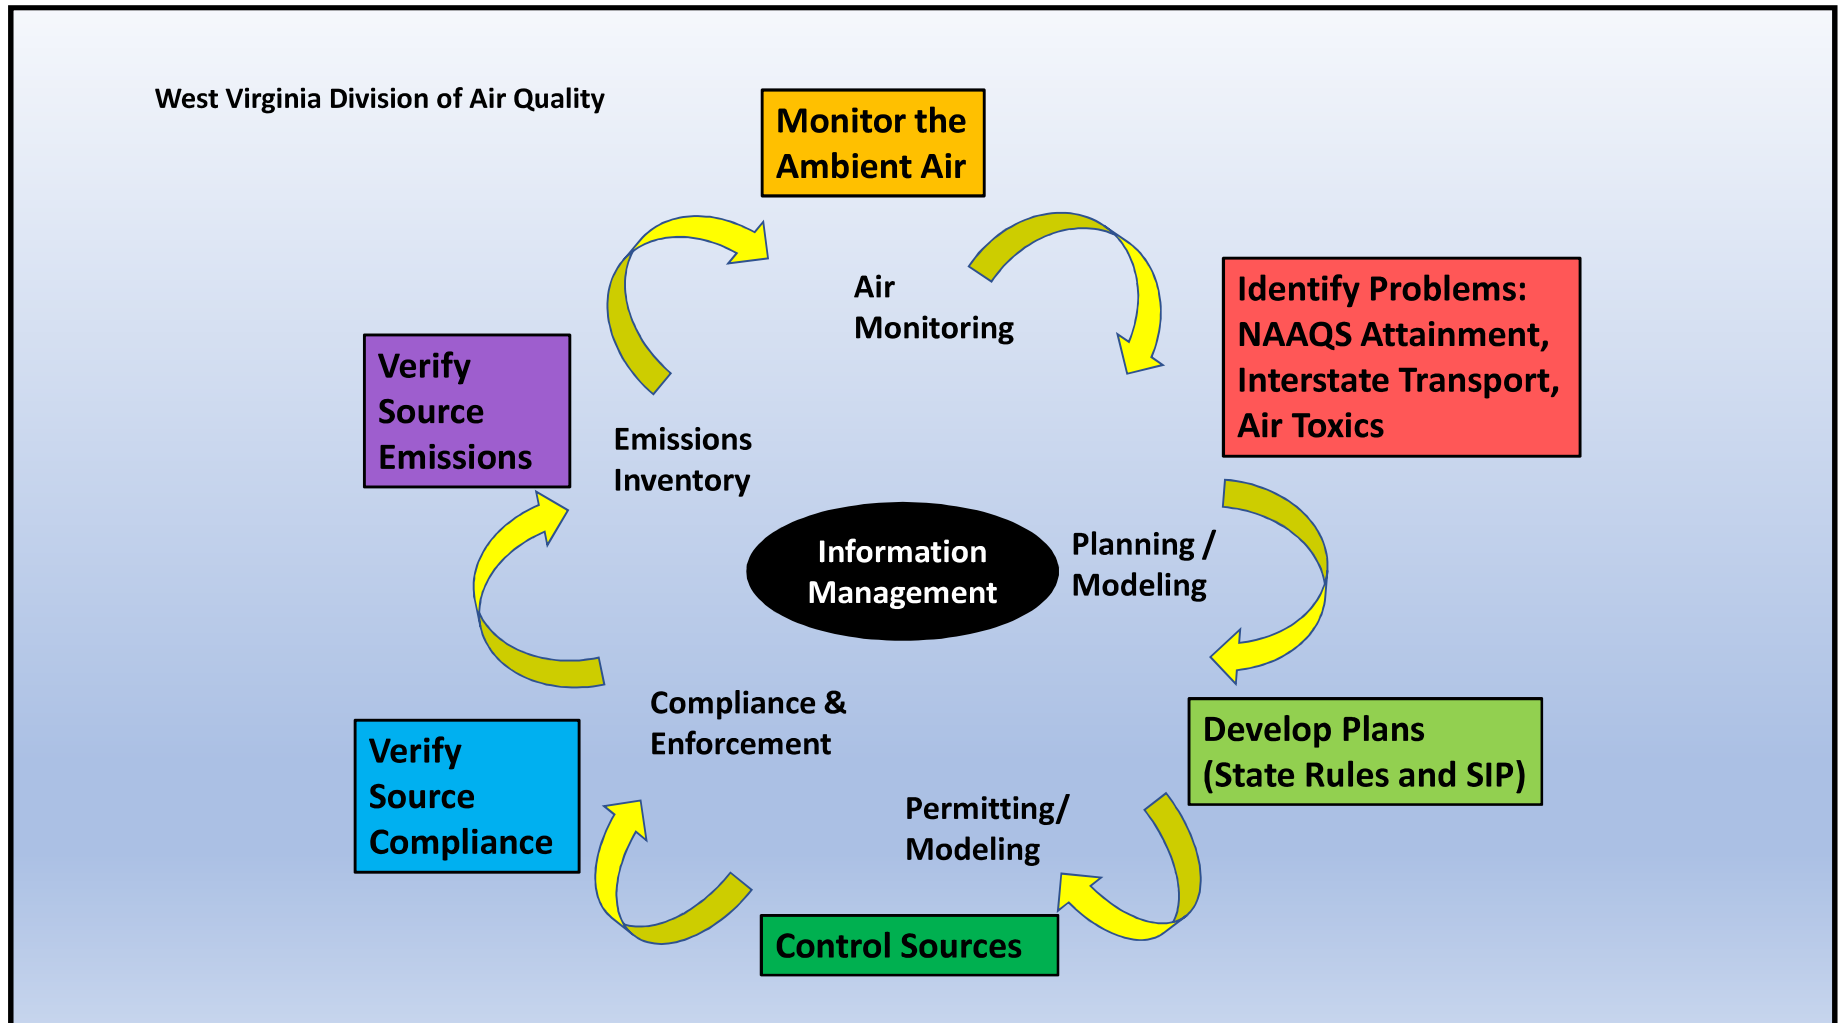 West Virginia Division of Air Quality
Monitor the
Ambient Air
Air
Monitoring
Identify Problems:
NAAQS Attainment,
Interstate Transport,
Air Toxics
Verify
Source
Emissions
Emissions
Inventory
Information
Management
Planning /
Modeling
Compliance &
Enforcement
Develop Plans
(State Rules and SIP)
Verify
Source
Compliance
Permitting/
Modeling
Control Sources